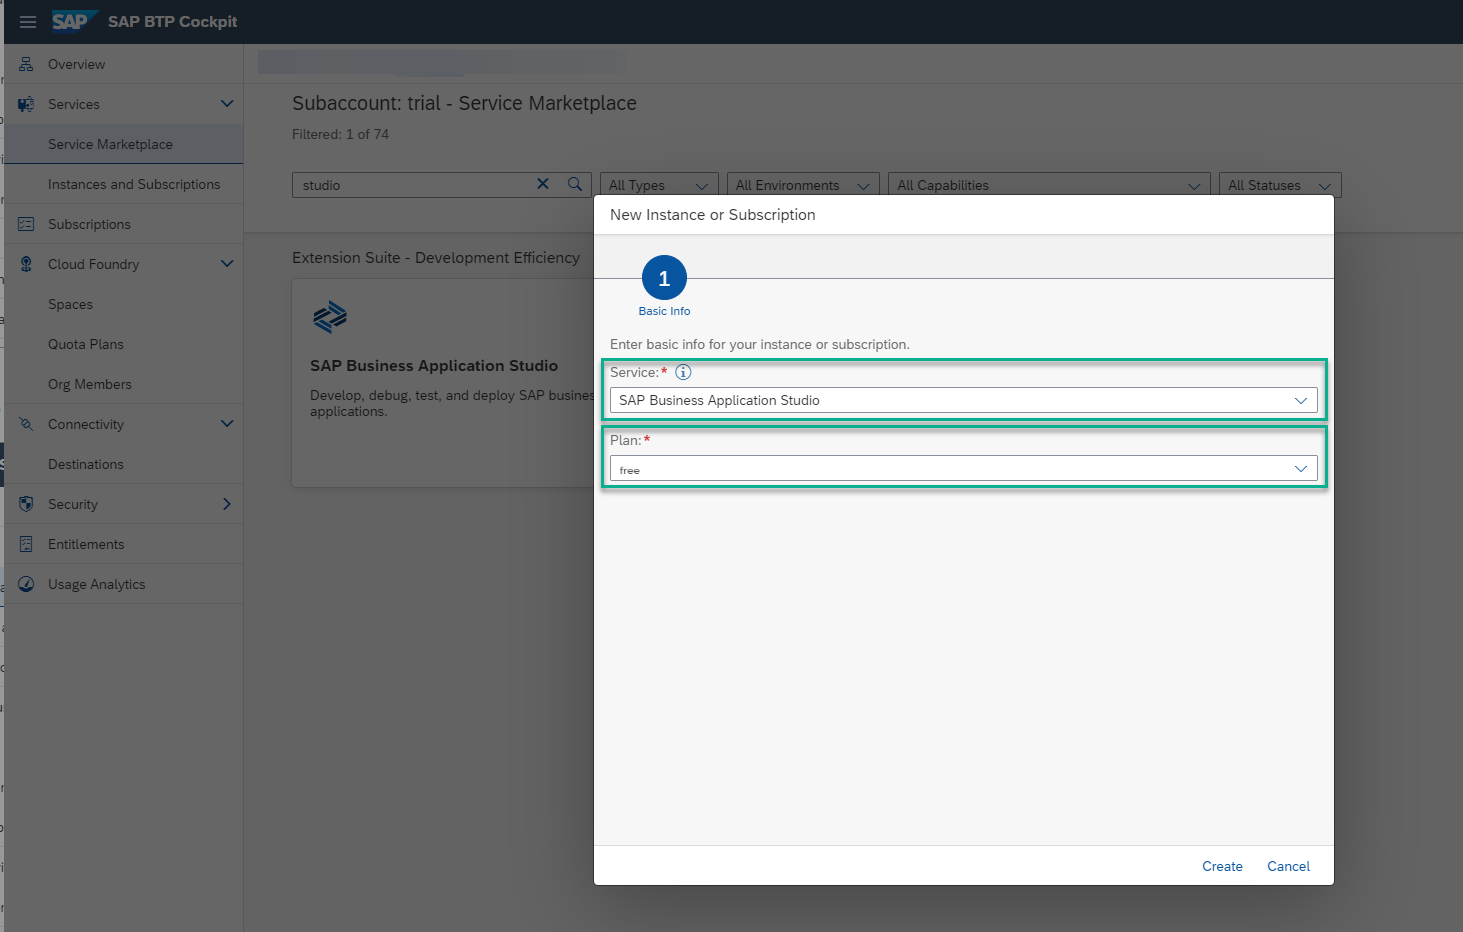 SAP SAP BTP Cockpit
Overview
Services
Service Marketplace
Instances and Subscriptions
Subscriptions
Cloud Foundry
Spaces
Quota Plans
Org Members
Connectivity
Destinations
Security
Entitlements
Usage Analytics
Subaccount: trial - Service Marketplace
Filtered: 1 of 74
studio
All Types
All Environments
All Capabilities
All Statuses
Extension Suite - Development Efficiency
SAP Business Application Studio
Develop, debug, test, and deploy SAP busines
applications.
New Instance or Subscription
1
Basic Info
Enter basic info for your instance or subscription.
Service:*
SAP Business Application Studio
Plan:*
free
Create Cancel